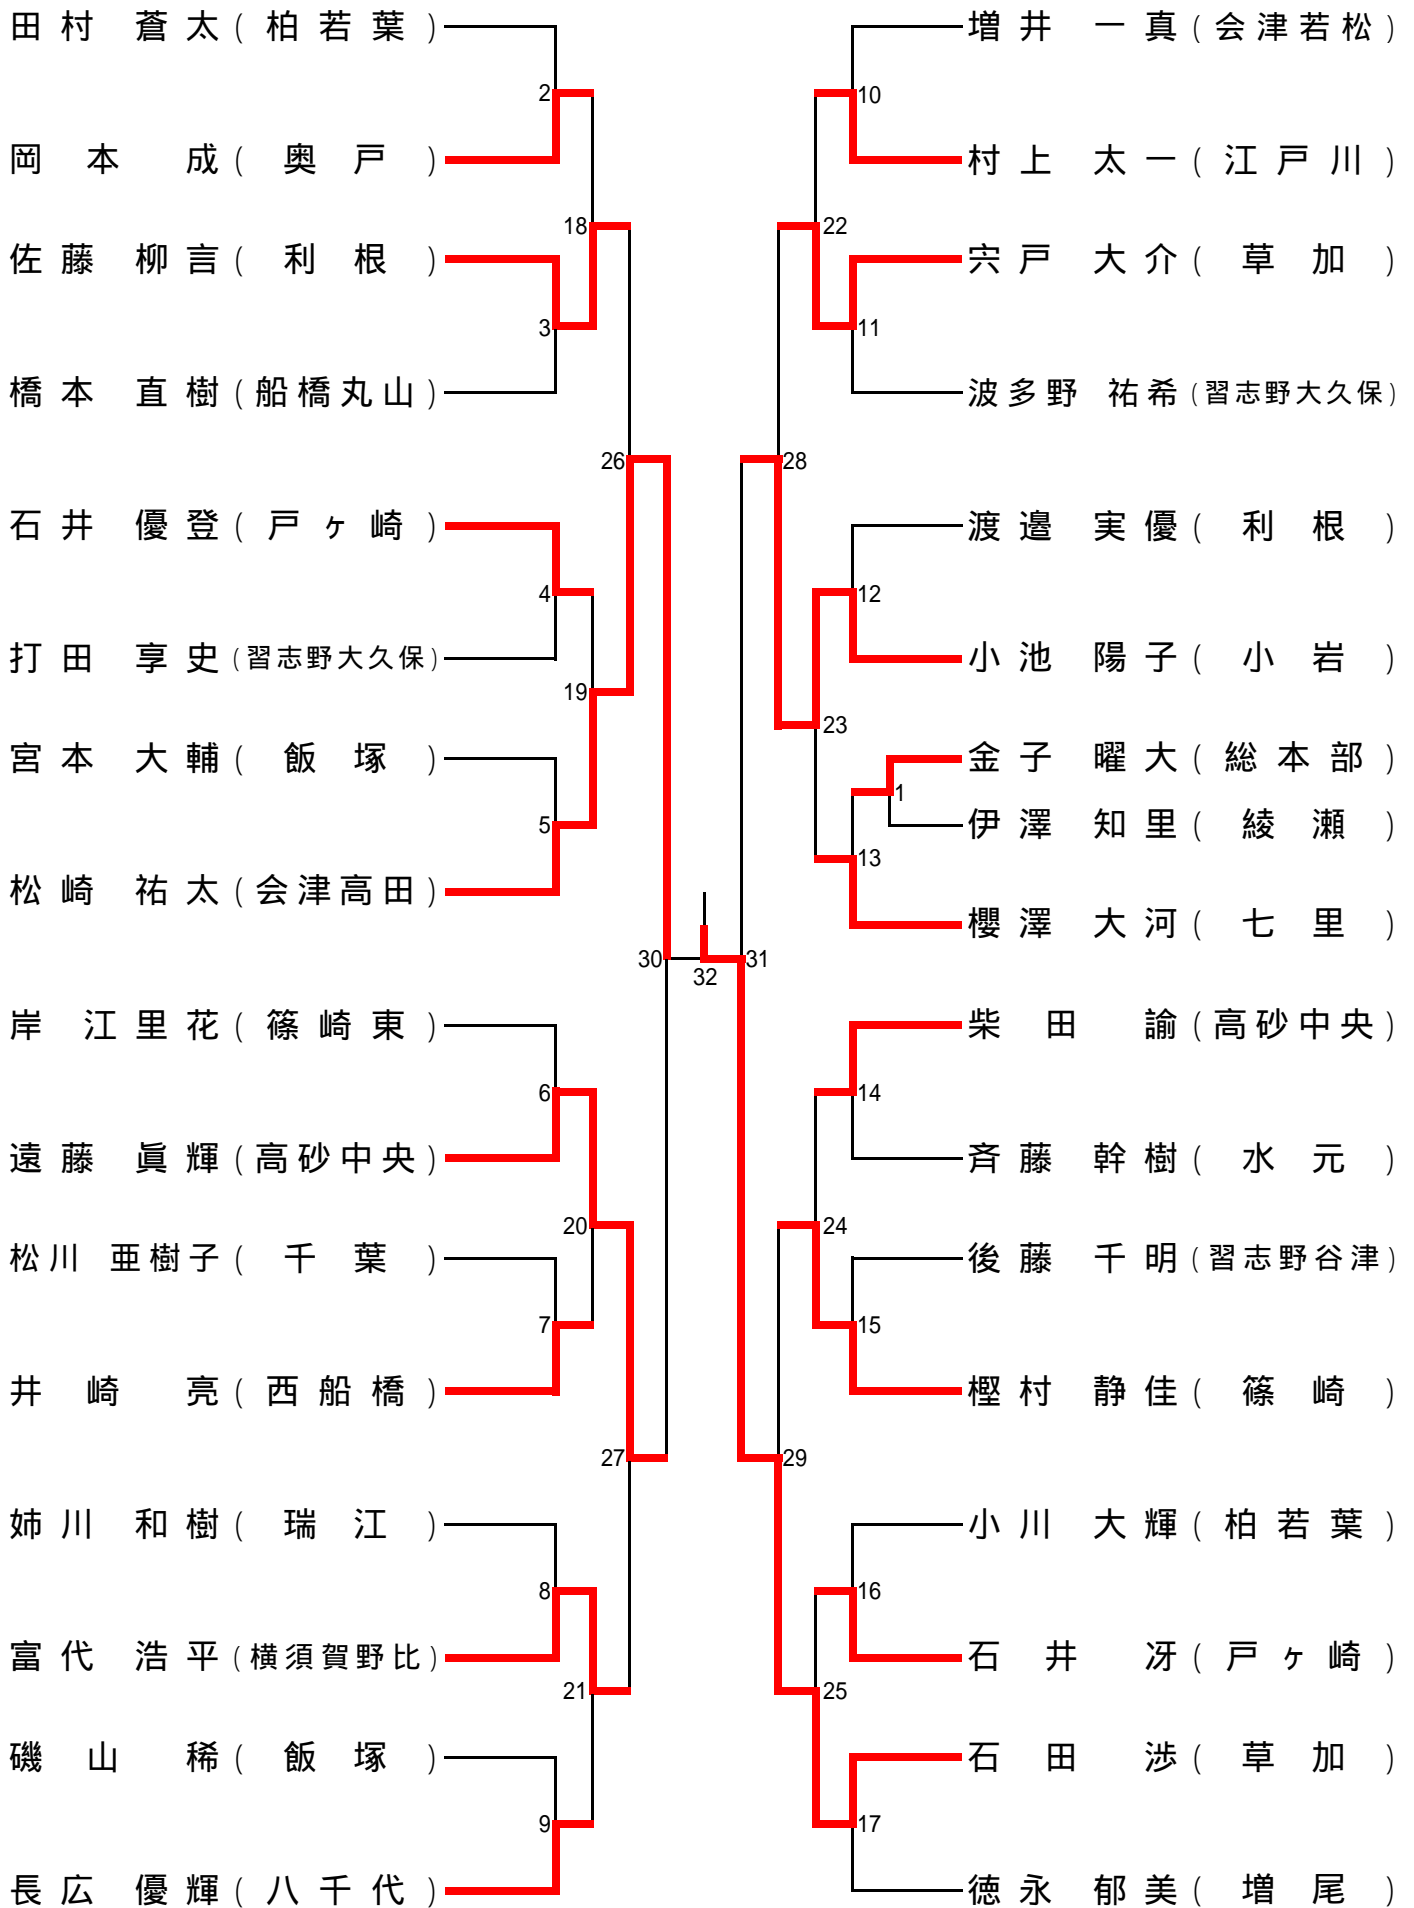 田村 蒼太 ( 柏若葉 )
2
岡本 成 ( 奥戸 )
18
佐藤 柳言 ( 利根 )
3
橋本 直樹 ( 船橋丸山 )
26
石井 優登 ( 戸ヶ崎 )
4
打田 享史 ( 習志野大久保 )
19
宮本 大輔 ( 飯塚 )
5
松崎 祐太 ( 会津高田 )
30
32
31
岸 江里花 ( 篠崎東 )
6
遠藤 眞輝 ( 高砂中央 )
20
松川 亜樹子 ( 千葉 )
7
井崎 亮 ( 西船橋 )
27
姉川 和樹 ( 瑞江 )
8
富代 浩平 ( 横須賀野比 )
21
磯山 稀 ( 飯塚 )
9
長広 優輝 ( 八千代 )
増井 一真 ( 会津若松 )
10
村上 太一 ( 江戸川 )
22
宍戸 大介 ( 草加 )
11
波多野 祐希 ( 習志野大久保 )
28
渡邉 実優 ( 利根 )
12
小池 陽子 ( 小岩 )
23
金子 曜大 ( 総本部 )
1
伊澤 知里 ( 綾瀬 )
13
櫻澤 大河 ( 七里 )
柴田 諭 ( 高砂中央 )
14
斉藤 幹樹 ( 水元 )
24
後藤 千明 ( 習志野谷津 )
15
樫村 静佳 ( 篠崎 )
29
小川 大輝 ( 柏若葉 )
16
石井 冴 ( 戸ヶ崎 )
25
石田 渉 ( 草加 )
17
徳永 郁美 ( 増尾 )